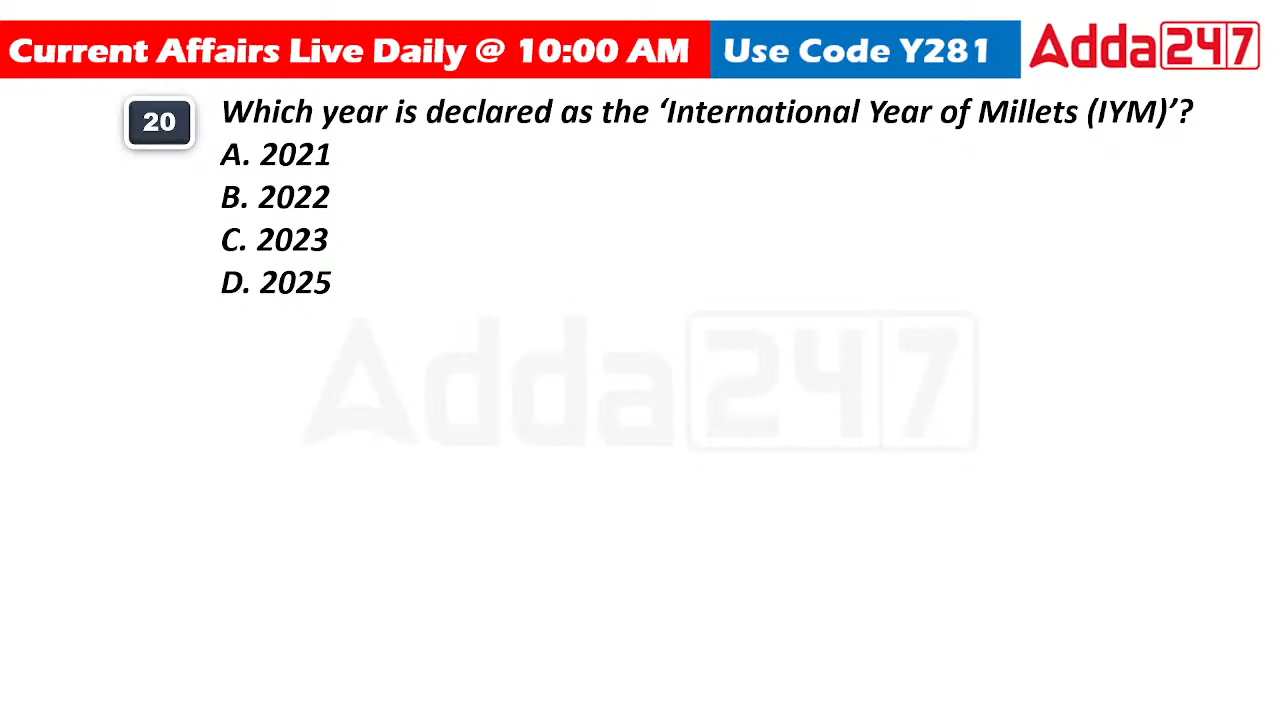 Current Affairs Live Daily @ 10:00 AM
Use Code Y281
Adda247
20
Which year is declared as the ‘International Year of Millets (IYM)’?
A. 2021
B. 2022
C. 2023
D. 2025
Adda247